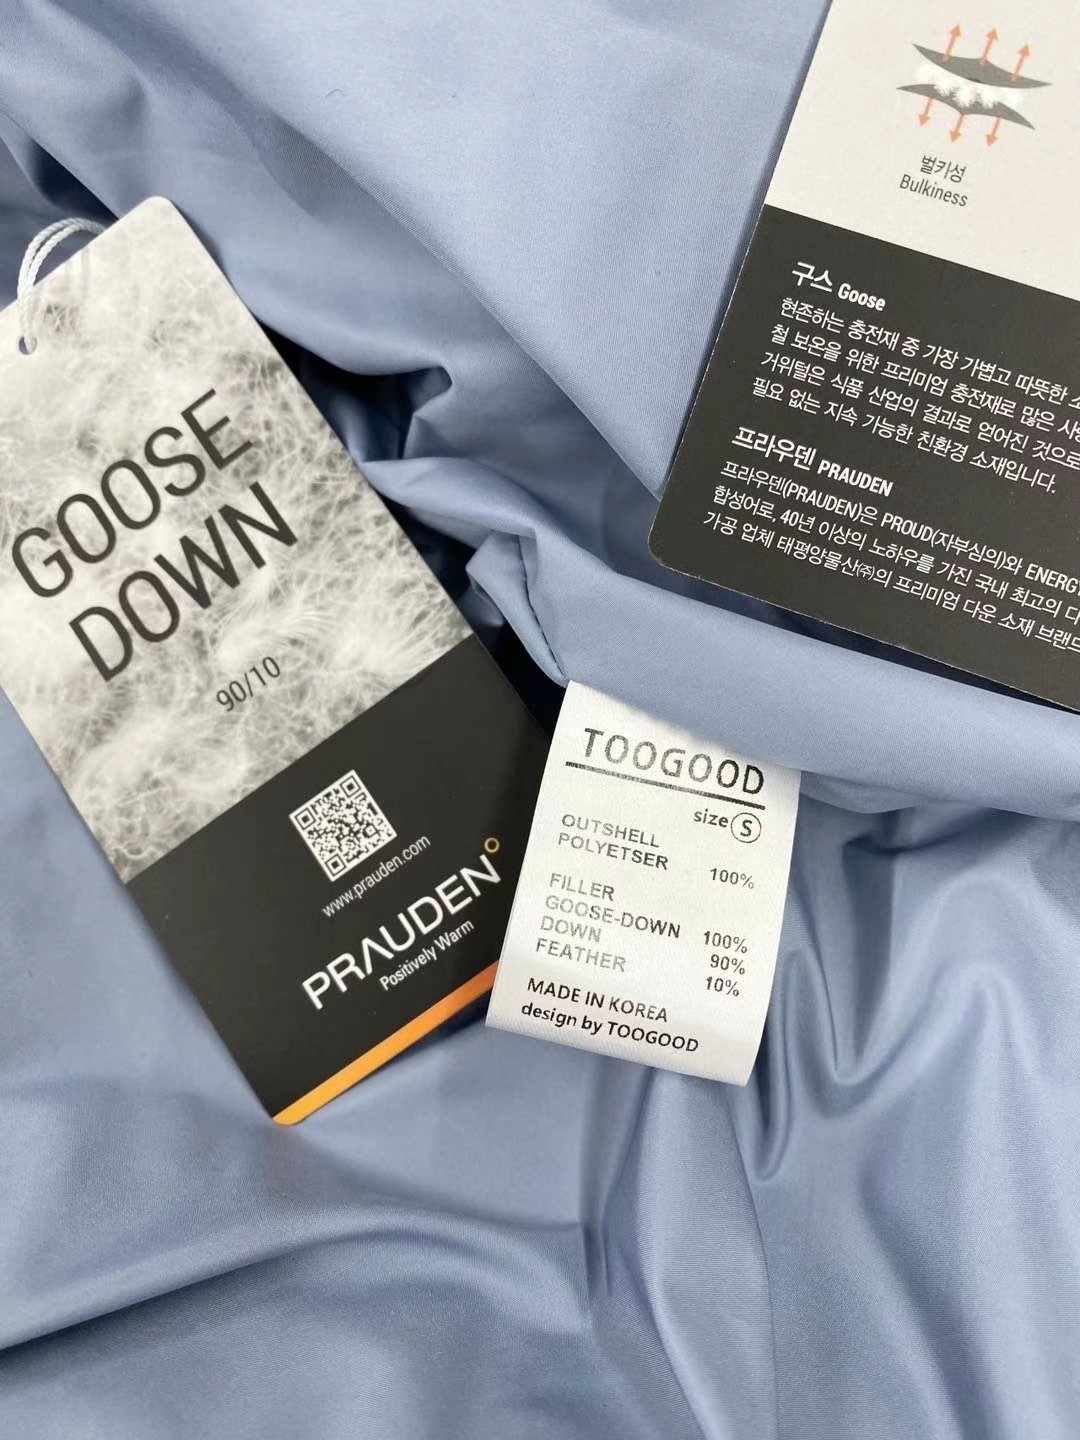 GOOSE
DOWN
90/10
www.prauden.com
PRAUDEN
Positively Warm
벌키성
Bulkiness
구스 Goose
현존하는 충전재 중 가장 가볍고 따뜻한
철 보온을 위한 프리미엄 충전재로 많은
거위털은 식품 산업의 결과로 얻어진 것으로
필요 없는 지속 가능한 친환경 소재입니다.
프라우덴 PRAUDEN
프라우덴(PRAUDEN)은 PROUD(자부심의)와 ENERGY
합성어로, 40년 이상의 노하우를 가진 국내 최고의
가공 업체 태평양물산㈜의 프리미엄 다운 소재 브랜드
TOOGOOD
size Ⓢ
OUTSHELL
POLYETSER 100%
FILLER
GOOSE-DOWN 100%
DOWN 90%
FEATHER 10%
MADE IN KOREA
design by TOOGOOD